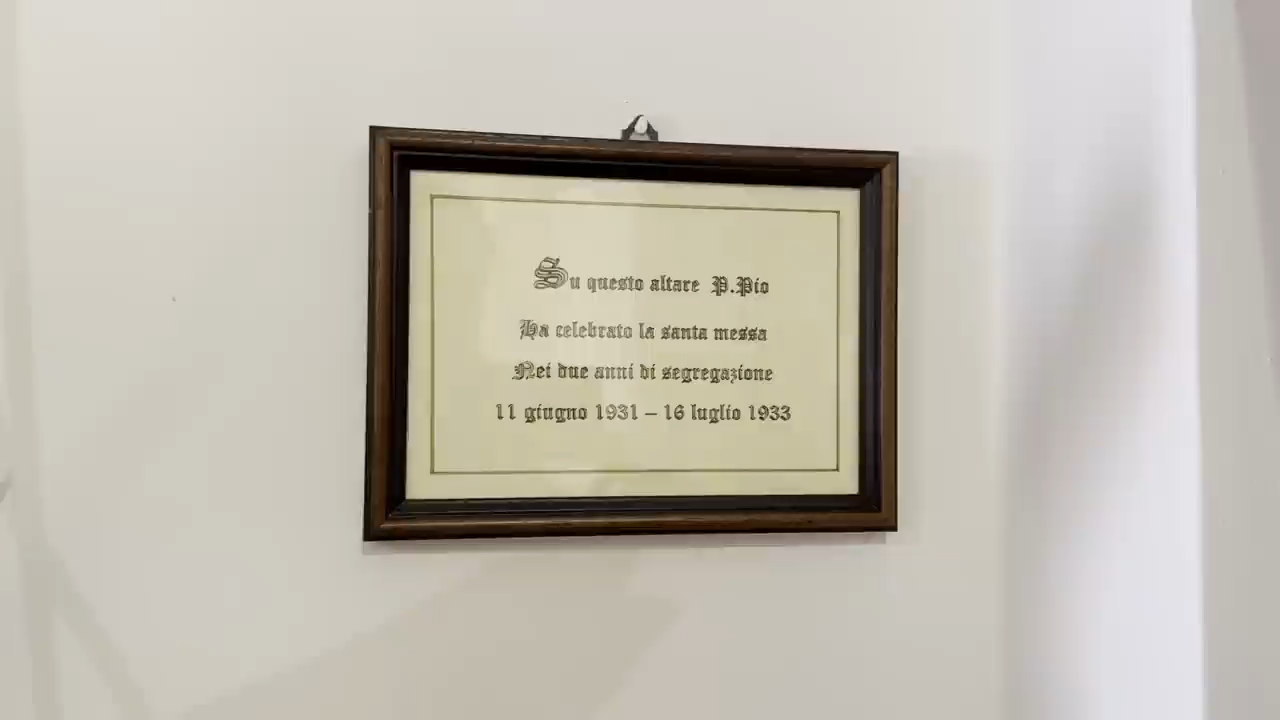 Su questo altare P.Pio
Ha celebrato la santa messa
Nei due anni di segregazione
11 giugno 1931 – 16 luglio 1933